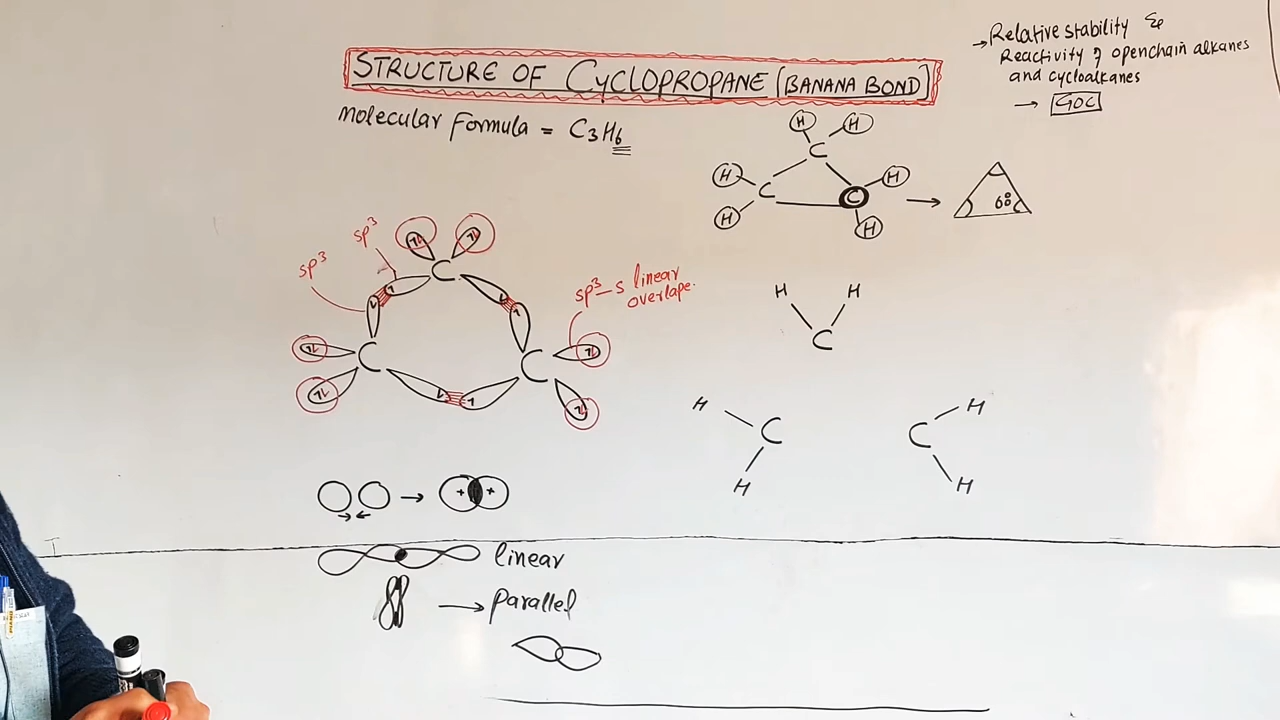 → Relative stability &
Reactivity of openchain alkanes
and cycloalkanes
→ GOC
STRUCTURE OF CYCLOPROPANE (BANANA BOND)
molecular formula = C3H6
H H
C
H C C H
H H
→ 60°
sp³ sp³
C
sp³-s linear
overlape.
C C
H H
C
H C C H
H H
→ + +
linear
→ parallel